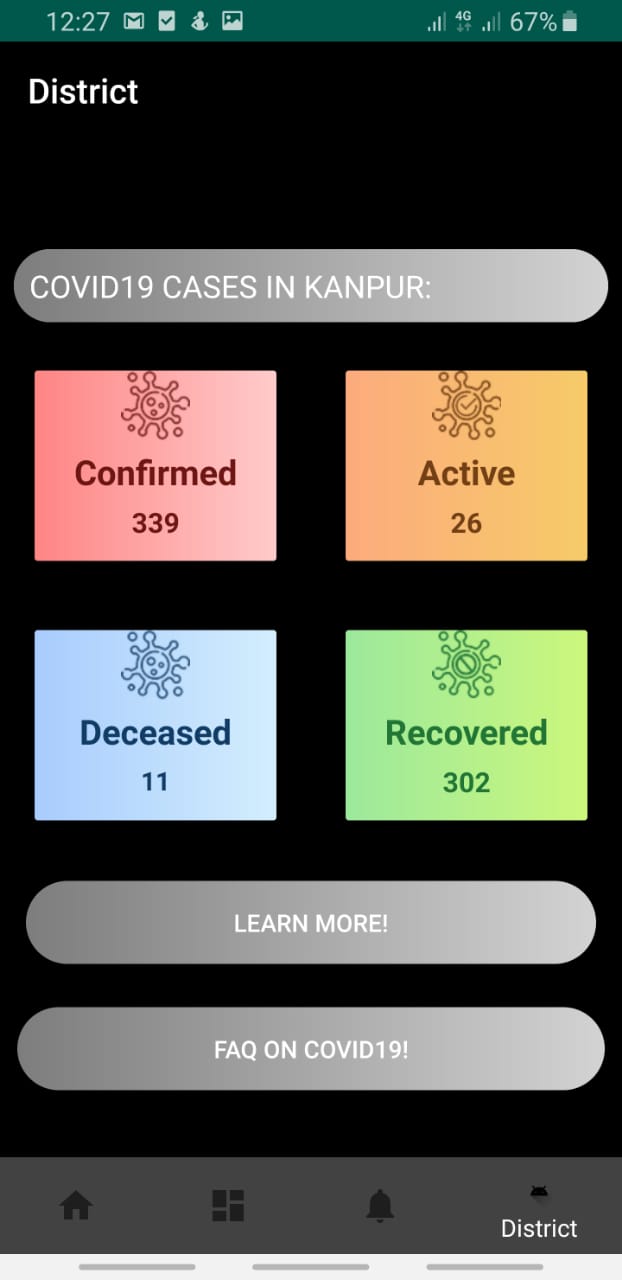 12:27
4G
67%
District
COVID19 CASES IN KANPUR:
Confirmed
339
Active
26
Deceased
11
Recovered
302
LEARN MORE!
FAQ ON COVID19!
District